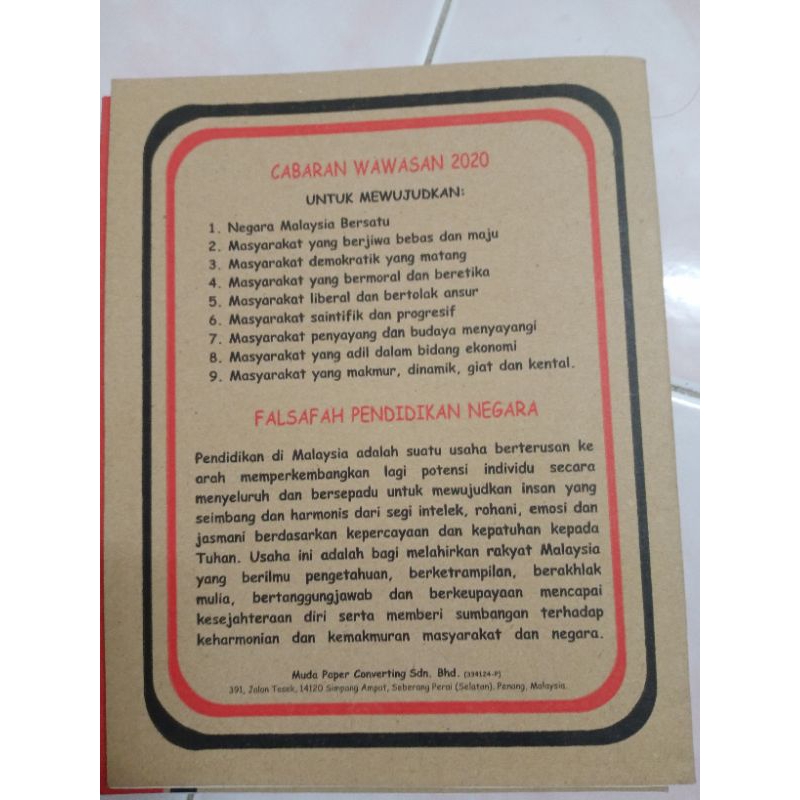 CABARAN WAWASAN 2020
UNTUK MEWUJUDKAN:
1. Negara Malaysia Bersatu
2. Masyarakat yang berjiwa bebas dan maju
3. Masyarakat demokratik yang matang
4. Masyarakat yang bermoral dan beretika
5. Masyarakat liberal dan bertolak ansur
6. Masyarakat saintifik dan progresif
7. Masyarakat penyayang dan budaya menyayangi
8. Masyarakat yang adil dalam bidang ekonomi
9. Masyarakat yang makmur, dinamik, giat dan kental.
FALSAFAH PENDIDIKAN NEGARA
Pendidikan di Malaysia adalah suatu usaha berterusan ke
arah memperkembangkan lagi potensi individu secara
menyeluruh dan bersepadu untuk mewujudkan insan yang
seimbang dan harmonis dari segi intelek, rohani, emosi dan
jasmani berdasarkan kepercayaan dan kepatuhan kepada
Tuhan. Usaha ini adalah bagi melahirkan rakyat Malaysia
yang berilmu pengetahuan, berketrampilan, berakhlak
mulia, bertanggungjawab dan berkeupayaan mencapai
kesejahteraan diri serta memberi sumbangan terhadap
keharmonian dan kemakmuran masyarakat dan negara.
Muda Paper Converting Sdn. Bhd. (334124-P)
391, Jalan Tasek, 14120 Simpang Ampat, Seberang Perai (Selatan), Penang, Malaysia.